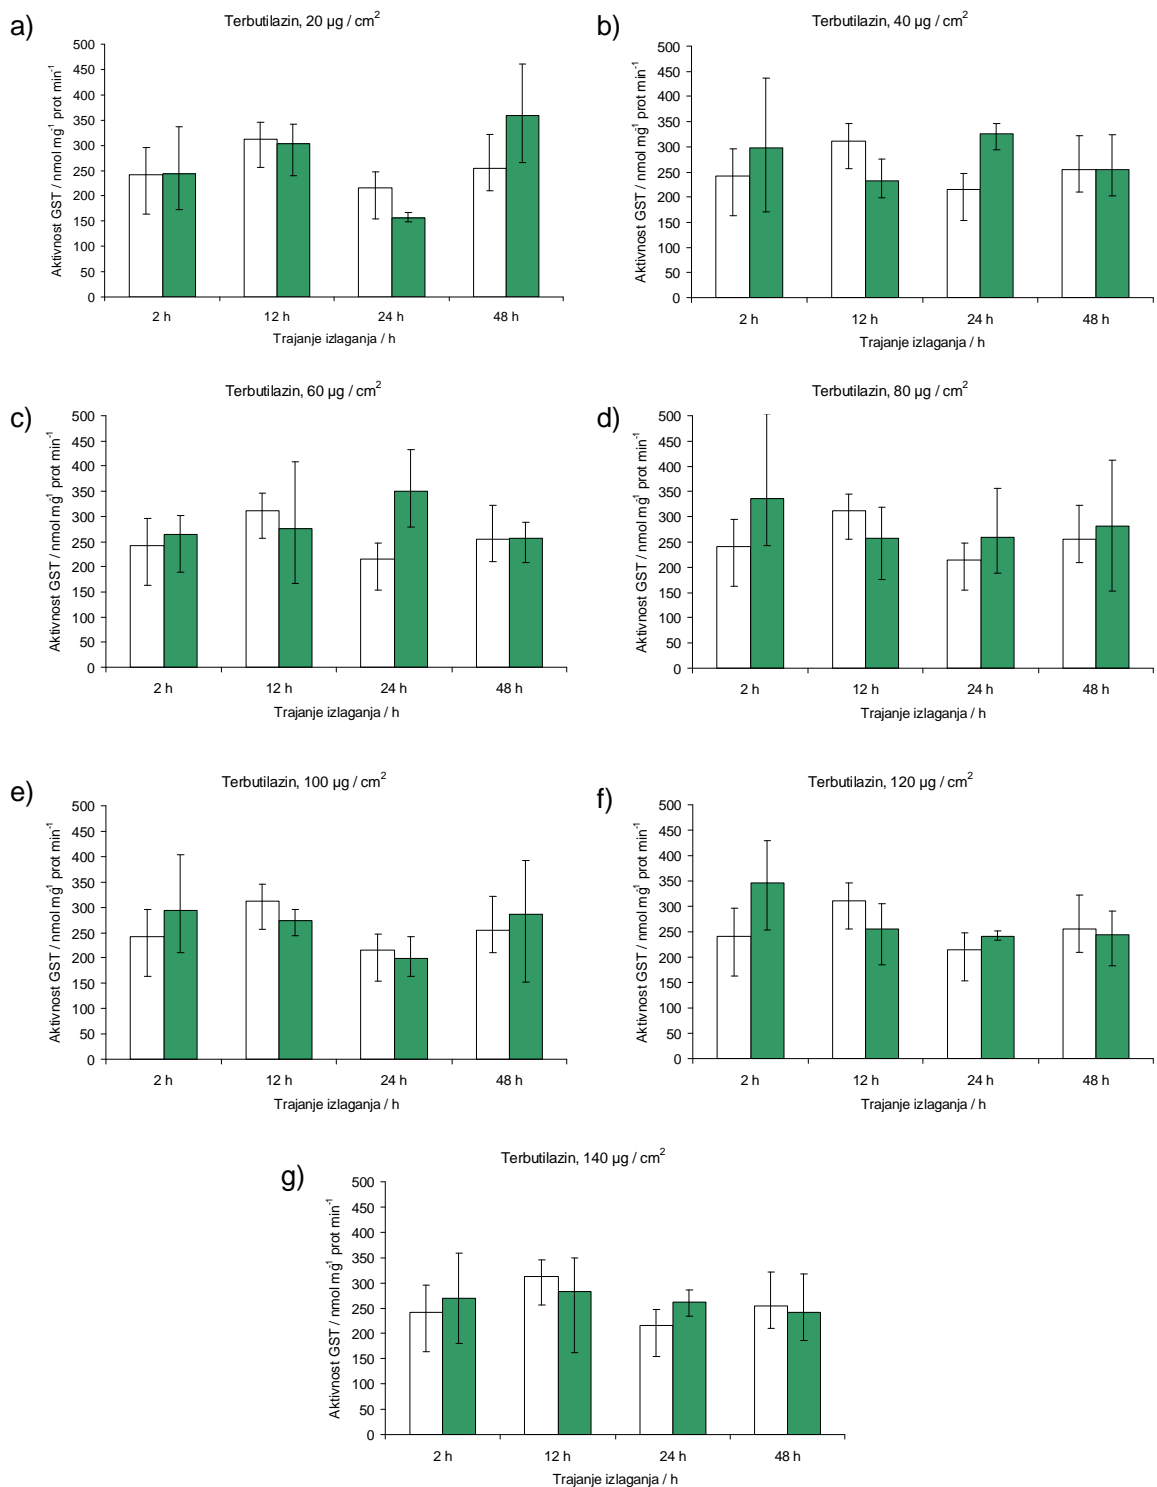 a)
Terbutilazin, 20 µg / cm²
Aktivnost GST / nmol mg⁻¹ prot min⁻¹
500
450
400
350
300
250
200
150
100
50
0
2 h 12 h 24 h 48 h
Trajanje izlaganja / h
b)
Terbutilazin, 40 µg / cm²
Aktivnost GST / nmol mg⁻¹ prot min⁻¹
500
450
400
350
300
250
200
150
100
50
0
2 h 12 h 24 h 48 h
Trajanje izlaganja / h
c)
Terbutilazin, 60 µg / cm²
Aktivnost GST / nmol mg⁻¹ prot min⁻¹
500
450
400
350
300
250
200
150
100
50
0
2 h 12 h 24 h 48 h
Trajanje izlaganja / h
d)
Terbutilazin, 80 µg / cm²
Aktivnost GST / nmol mg⁻¹ prot min⁻¹
500
450
400
350
300
250
200
150
100
50
0
2 h 12 h 24 h 48 h
Trajanje izlaganja / h
e)
Terbutilazin, 100 µg / cm²
Aktivnost GST / nmol mg⁻¹ prot min⁻¹
500
450
400
350
300
250
200
150
100
50
0
2 h 12 h 24 h 48 h
Trajanje izlaganja / h
f)
Terbutilazin, 120 µg / cm²
Aktivnost GST / nmol mg⁻¹ prot min⁻¹
500
450
400
350
300
250
200
150
100
50
0
2 h 12 h 24 h 48 h
Trajanje izlaganja / h
g)
Terbutilazin, 140 µg / cm²
Aktivnost GST / nmol mg⁻¹ prot min⁻¹
500
450
400
350
300
250
200
150
100
50
0
2 h 12 h 24 h 48 h
Trajanje izlaganja / h